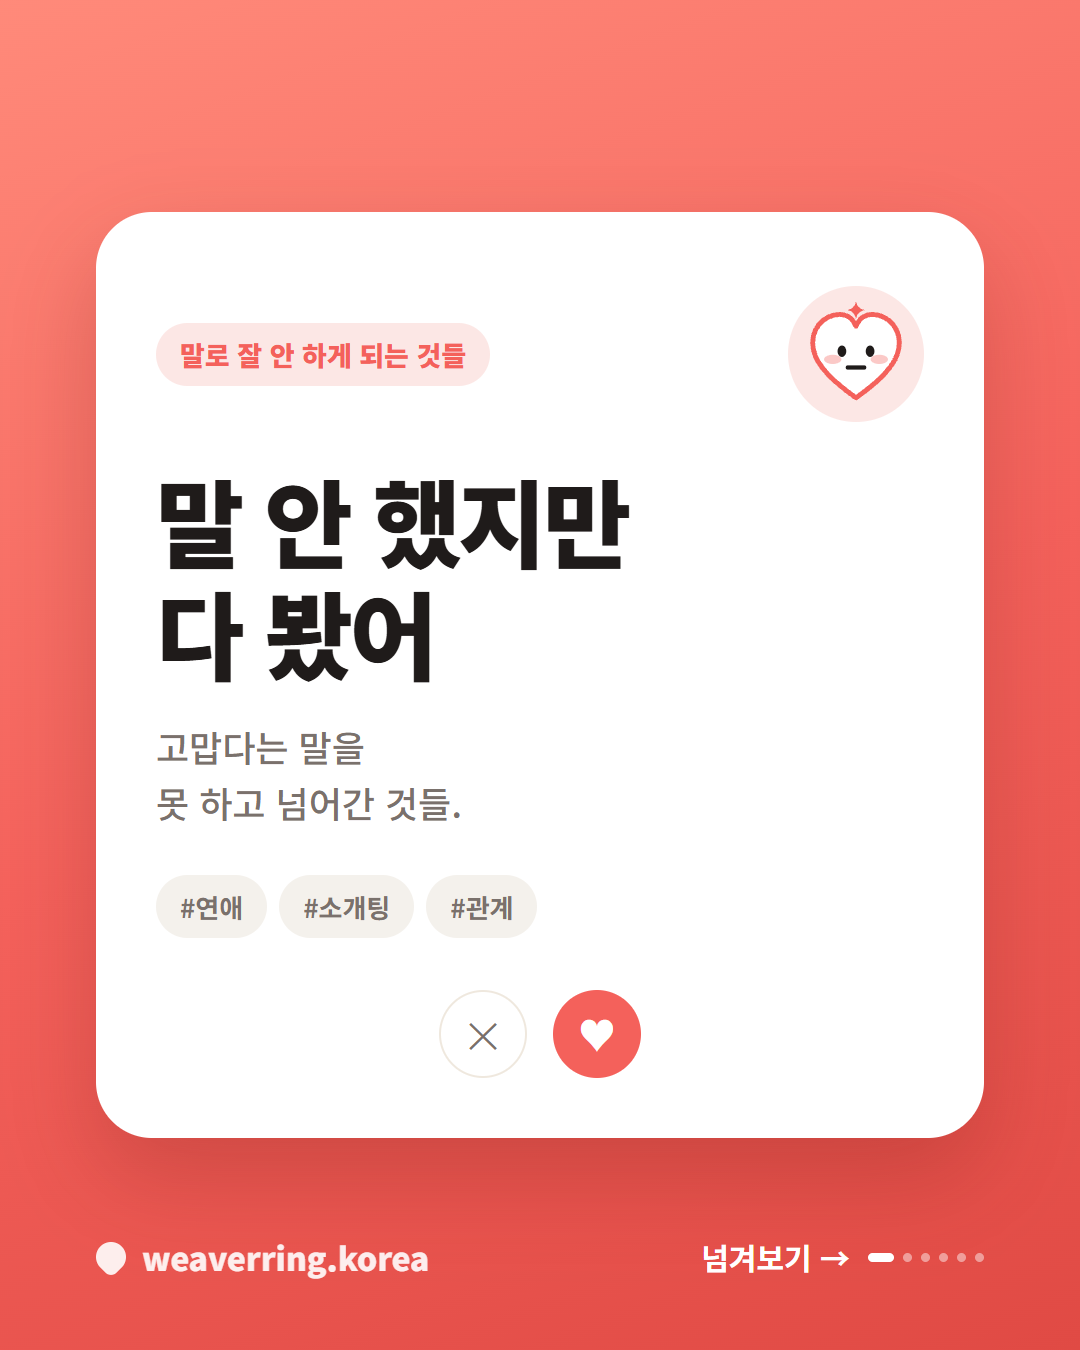 말로 잘 안 하게 되는 것들
말 안 했지만
다 봤어
고맙다는 말을
못 하고 넘어간 것들.
#연애 #소개팅 #관계
weaverring.korea
넘겨보기 →